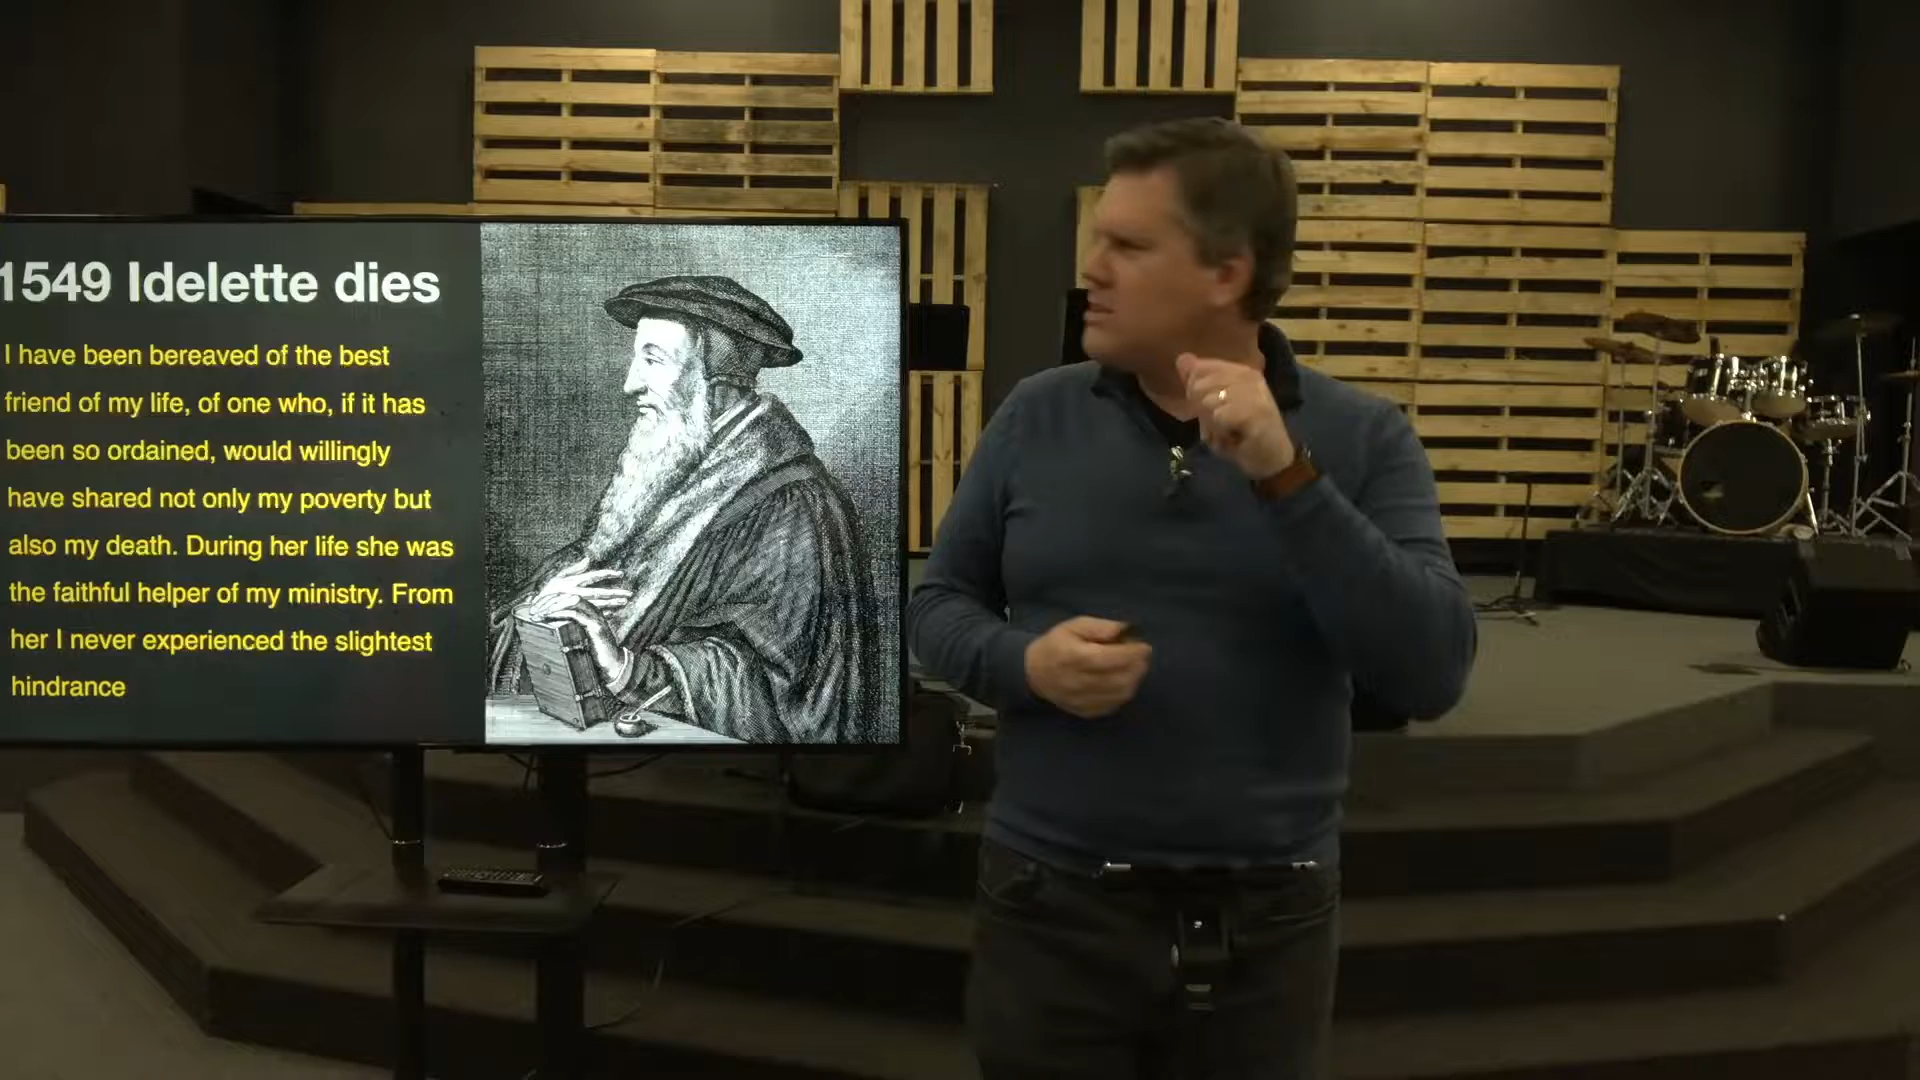 1549 Idelette dies
I have been bereaved of the best
friend of my life, of one who, if it has
been so ordained, would willingly
have shared not only my poverty but
also my death. During her life she was
the faithful helper of my ministry. From
her I never experienced the slightest
hindrance